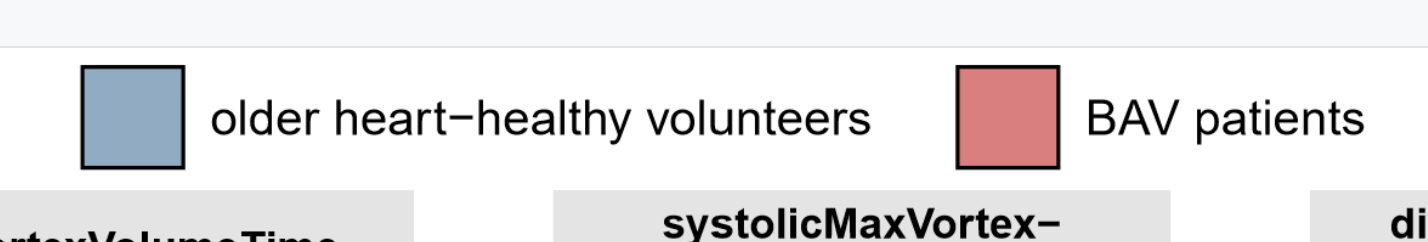 older heart−healthy volunteers BAV patients
systolicMaxVortex−